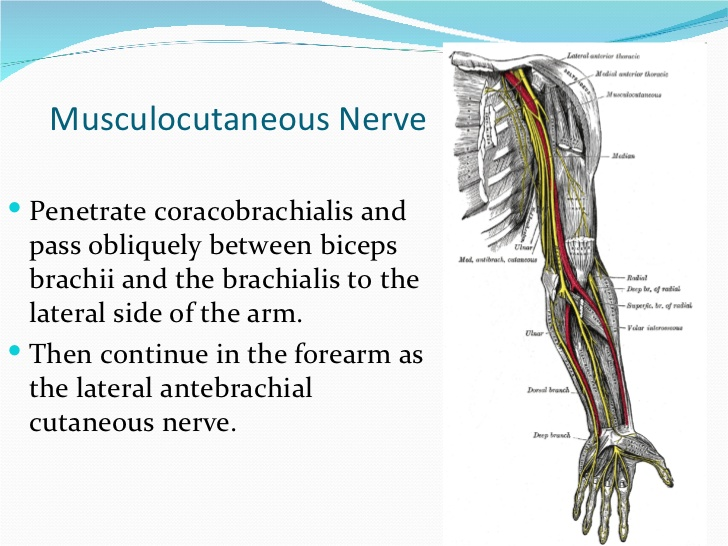 Musculocutaneous Nerve
• Penetrate coracobrachialis and
pass obliquely between biceps
brachii and the brachialis to the
lateral side of the arm.
• Then continue in the forearm as
the lateral antebrachial
cutaneous nerve.
Lateral anterior thoracic
Medial anterior thoracic
Musculocutaneous
Median
Ulnar
Med. antibrach. cutaneous
Radial
Deep br. of radial
Superfic. br. of radial
Volar interosseous
Ulnar
Dorsal branch
Deep branch